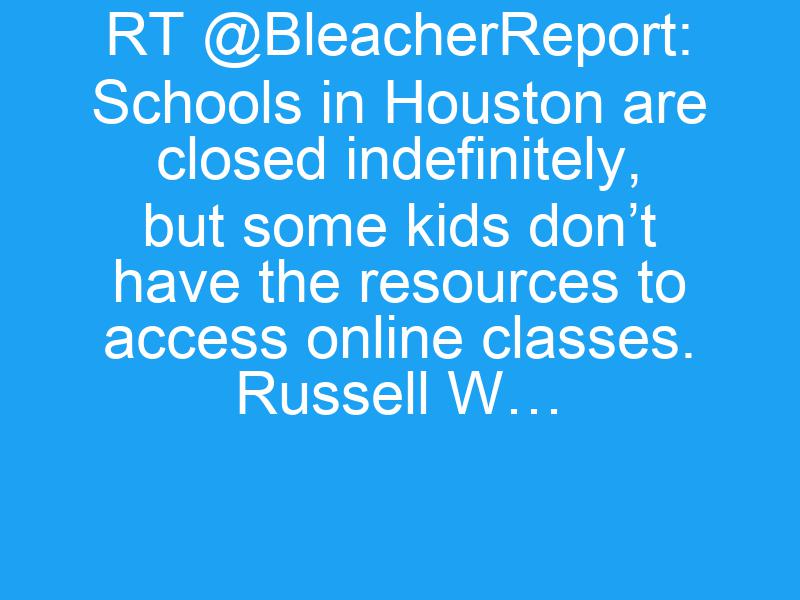 RT @BleacherReport:
Schools in Houston are
closed indefinitely,
but some kids don’t
have the resources to
access online classes.
Russell W…